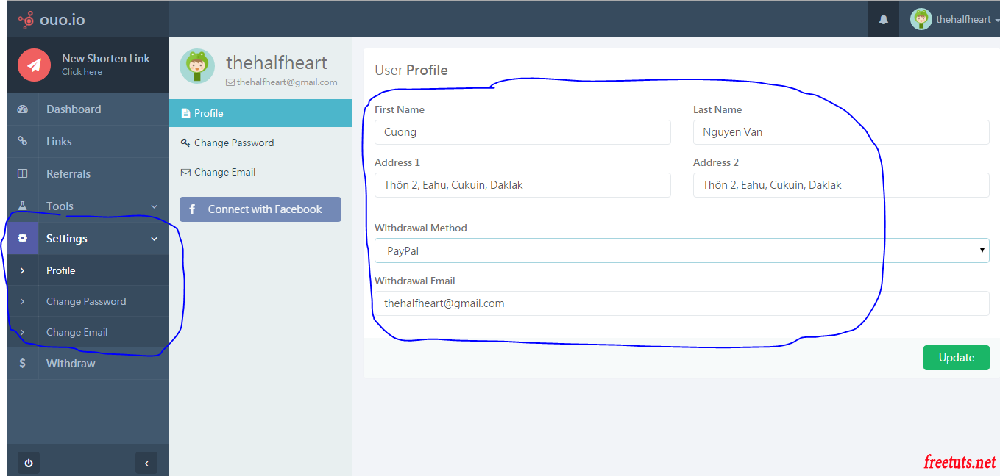 ouo.io
thehalfheart
New Shorten Link
Click here
Dashboard
Links
Referrals
Tools
Settings
Profile
Change Password
Change Email
Withdraw
thehalfheart
thehalfheart@gmail.com
Profile
Change Password
Change Email
Connect with Facebook
User Profile
First Name
Last Name
Cuong
Nguyen Van
Address 1
Address 2
Thôn 2, Eahu, Cukuin, Daklak
Thôn 2, Eahu, Cukuin, Daklak
Withdrawal Method
PayPal
Withdrawal Email
thehalfheart@gmail.com
Update
freetuts.net